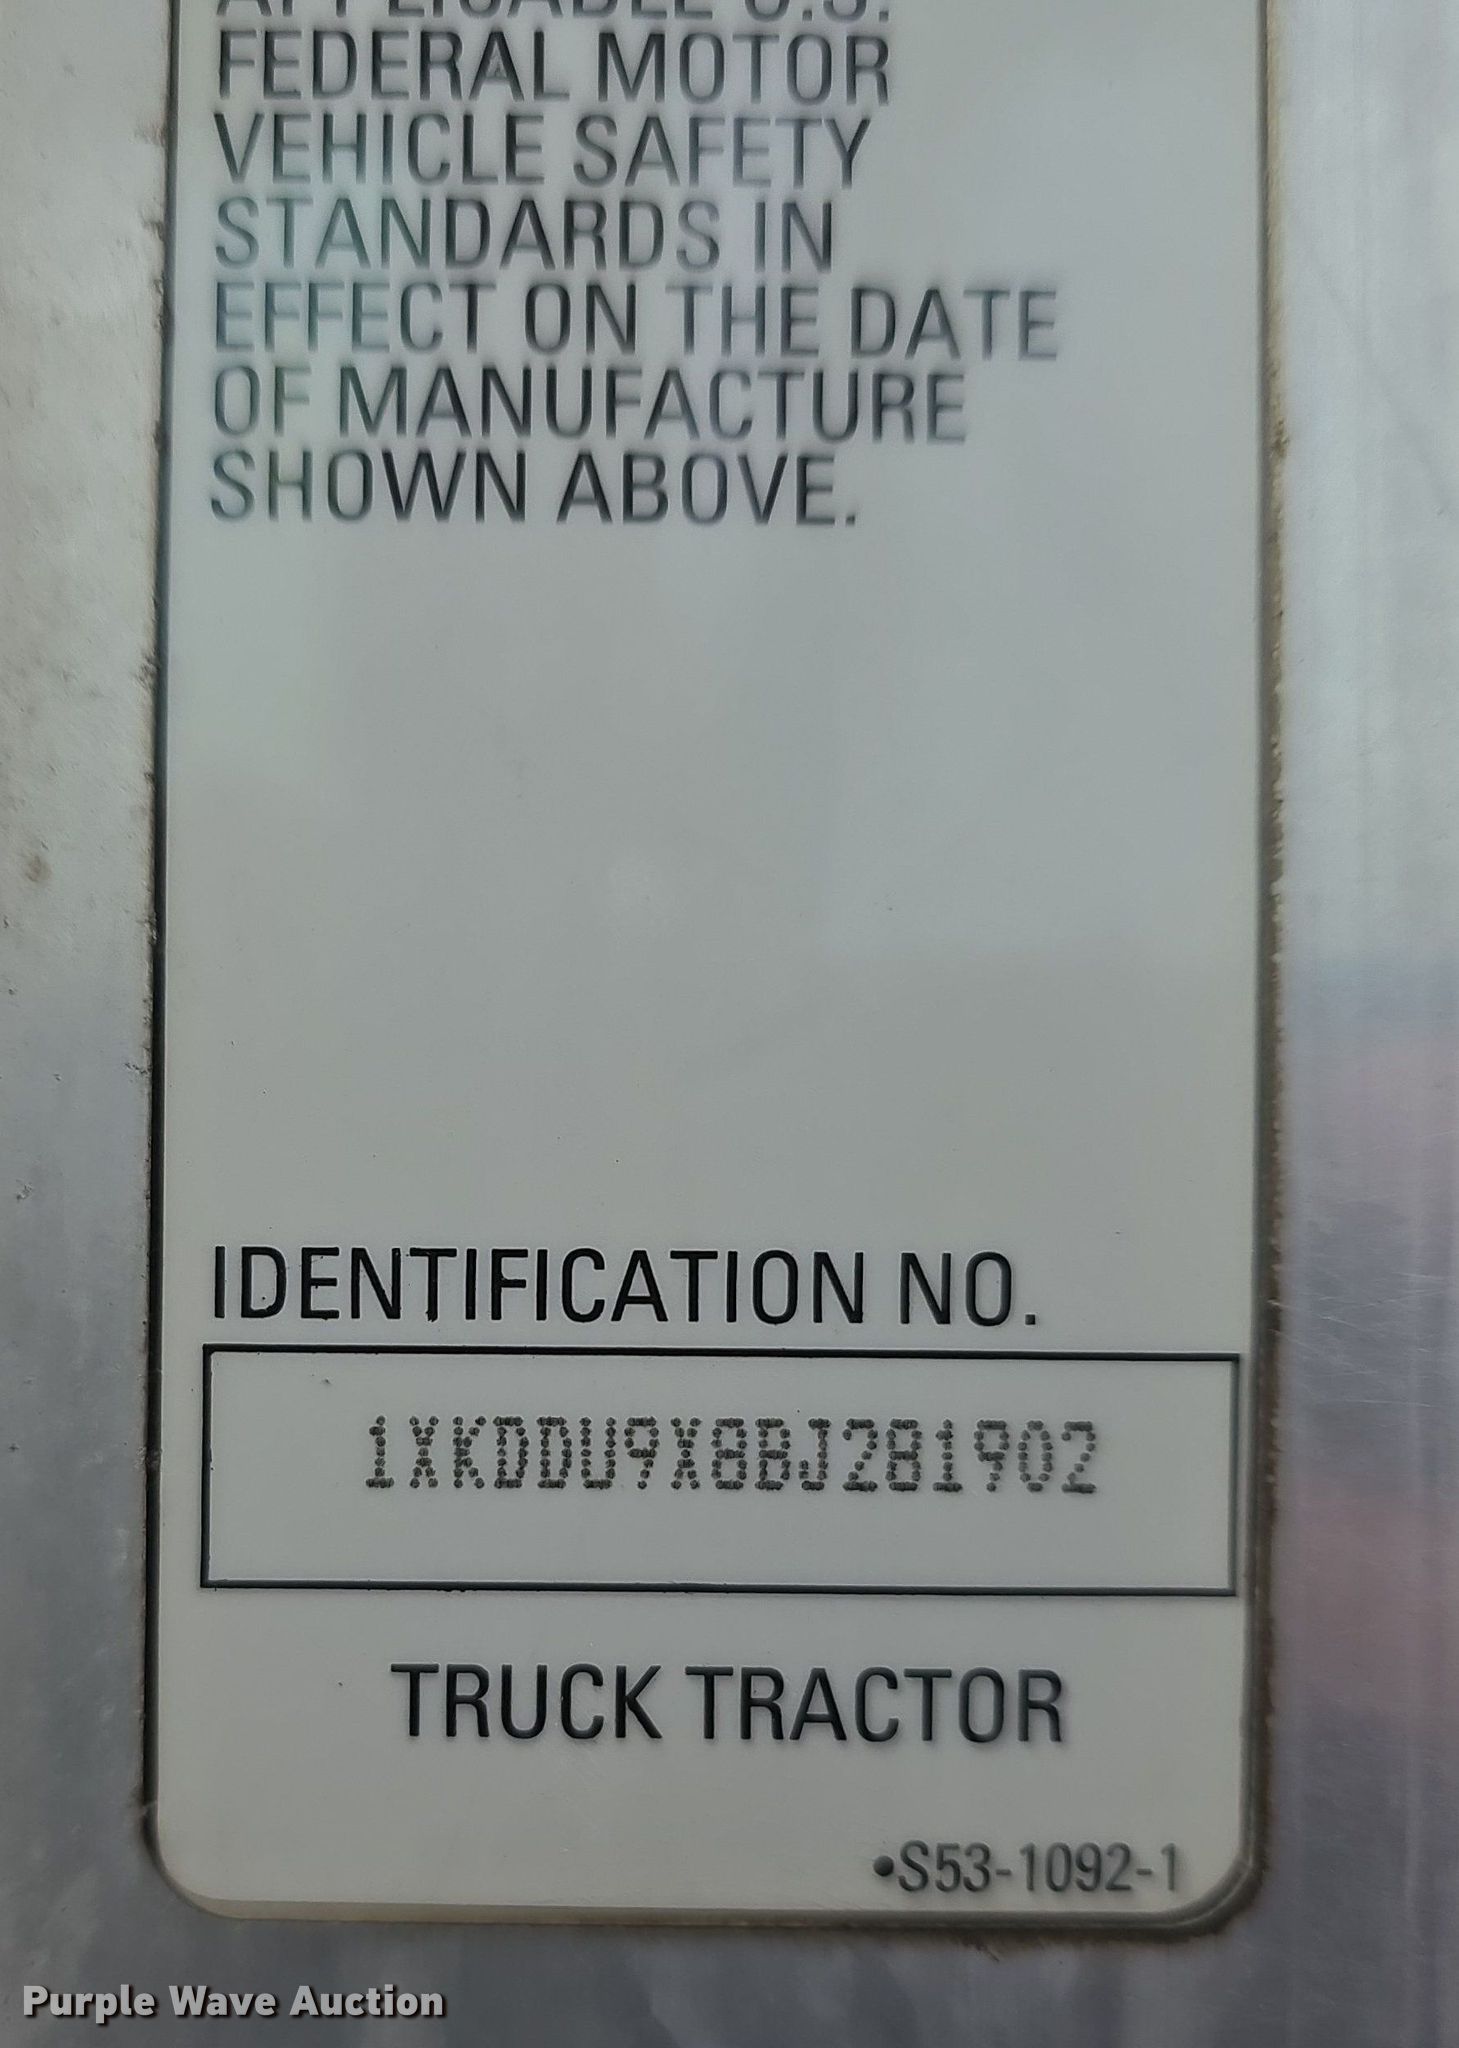 APPLICABLE U.S.
FEDERAL MOTOR
VEHICLE SAFETY
STANDARDS IN
EFFECT ON THE DATE
OF MANUFACTURE
SHOWN ABOVE.
IDENTIFICATION NO.
1XKDDU9X8BJ281902
TRUCK TRACTOR
•S53-1092-1
Purple Wave Auction